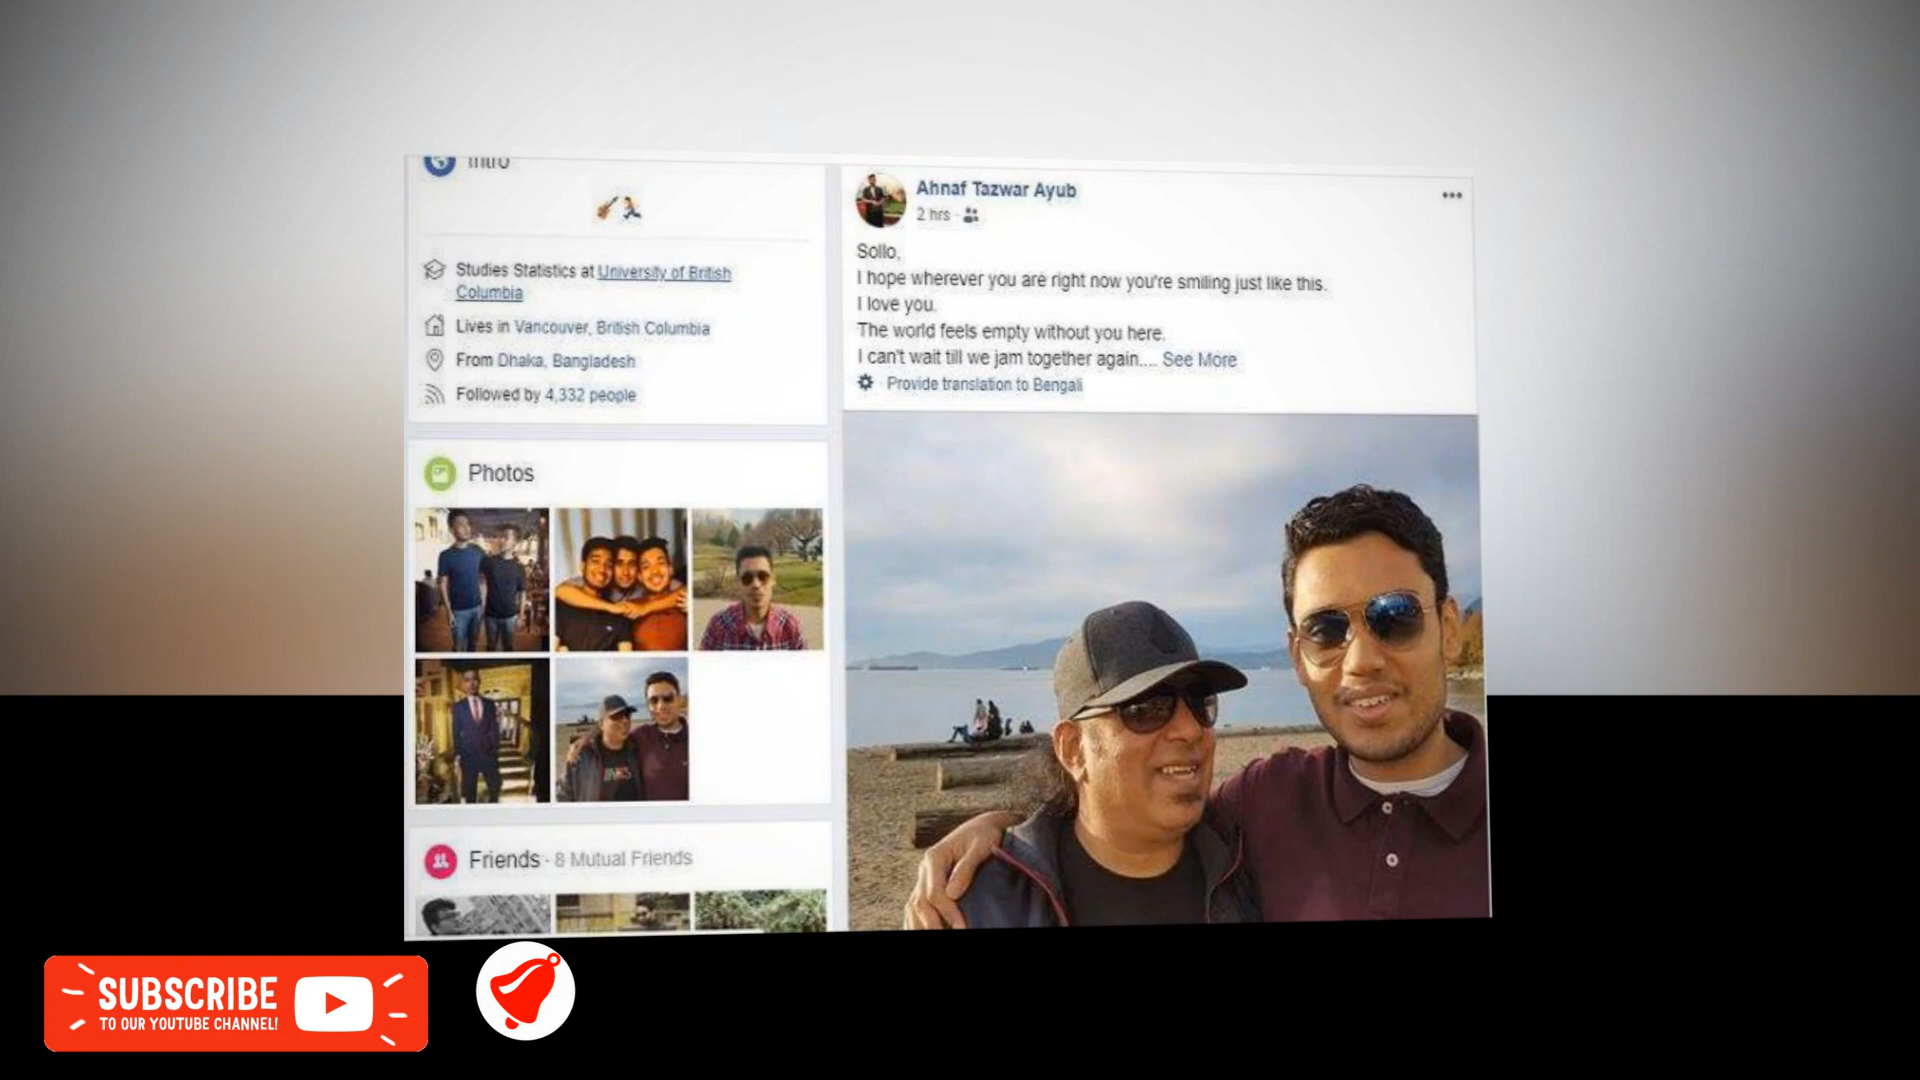 Intro
Studies Statistics at University of British
Columbia
Lives in Vancouver, British Columbia
From Dhaka, Bangladesh
Followed by 4,332 people
Photos
Friends · 8 Mutual Friends
Ahnaf Tazwar Ayub
2 hrs ·
Sollo,
I hope wherever you are right now you're smiling just like this.
I love you.
The world feels empty without you here.
I can't wait till we jam together again.... See More
· Provide translation to Bengali
SUBSCRIBE
TO OUR YOUTUBE CHANNEL!